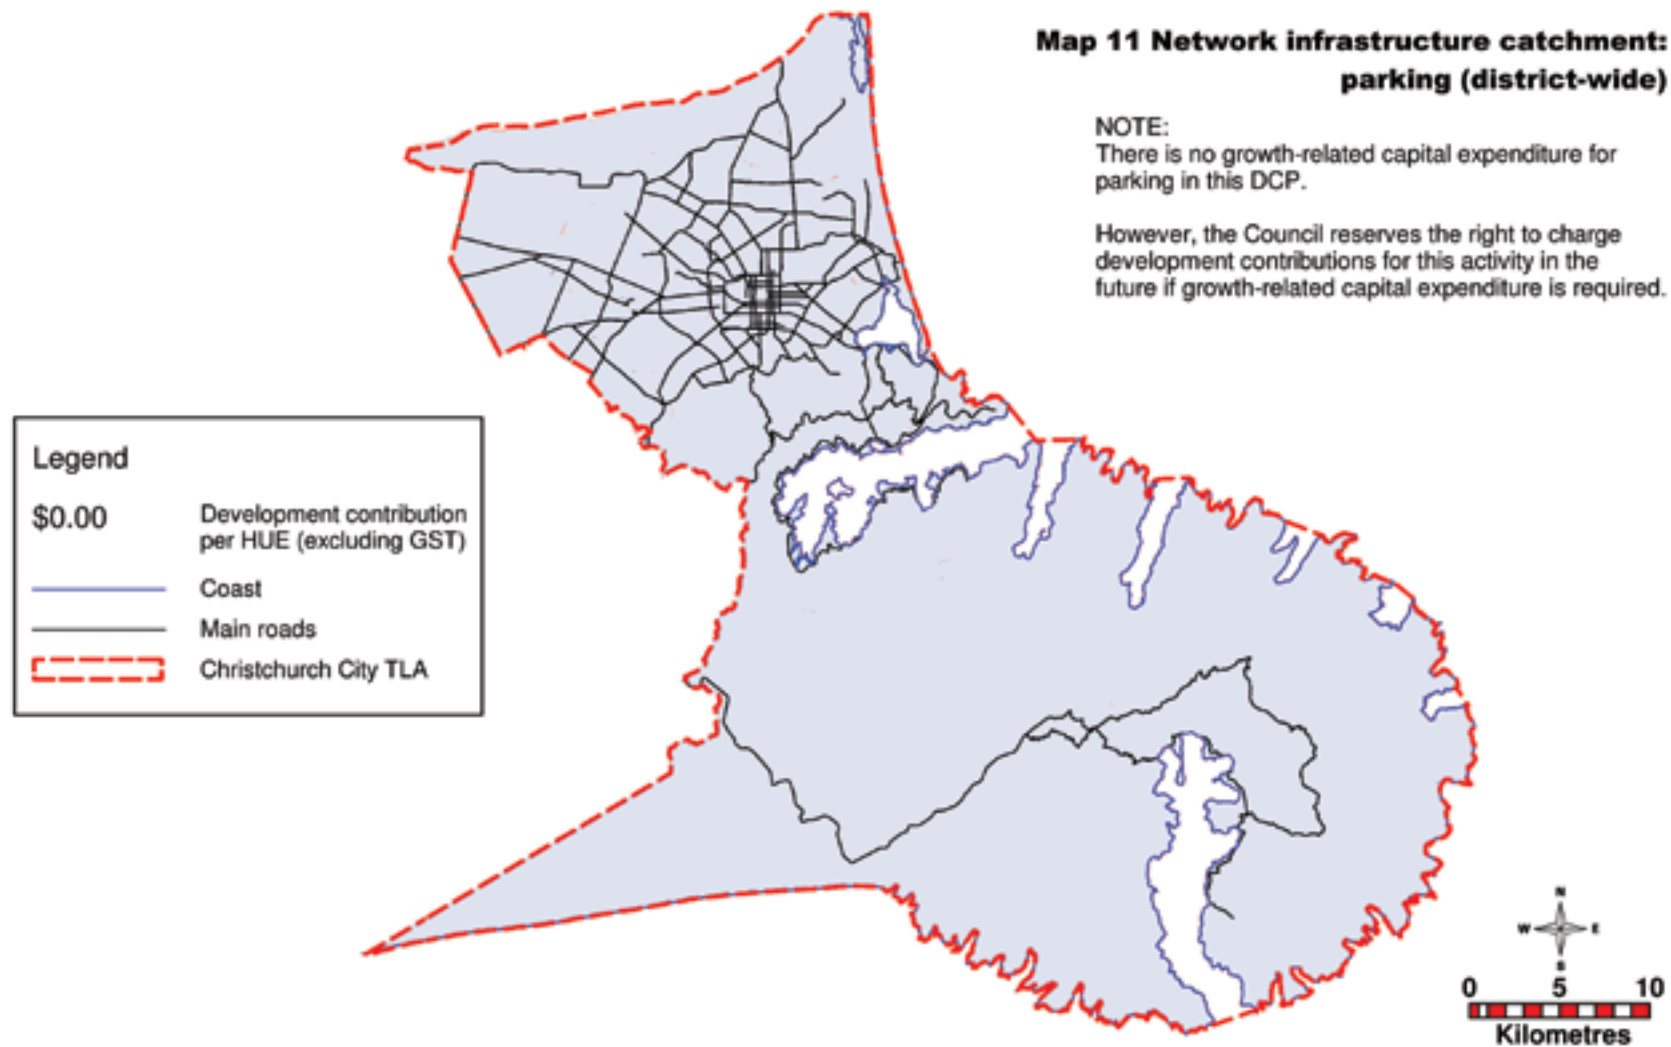 Map 11 Network infrastructure catchment:
parking (district-wide)
NOTE:
There is no growth-related capital expenditure for
parking in this DCP.
However, the Council reserves the right to charge
development contributions for this activity in the
future if growth-related capital expenditure is required.
Legend
$0.00 Development contribution
per HUE (excluding GST)
Coast
Main roads
Christchurch City TLA
N
W E
S
0 5 10
Kilometres